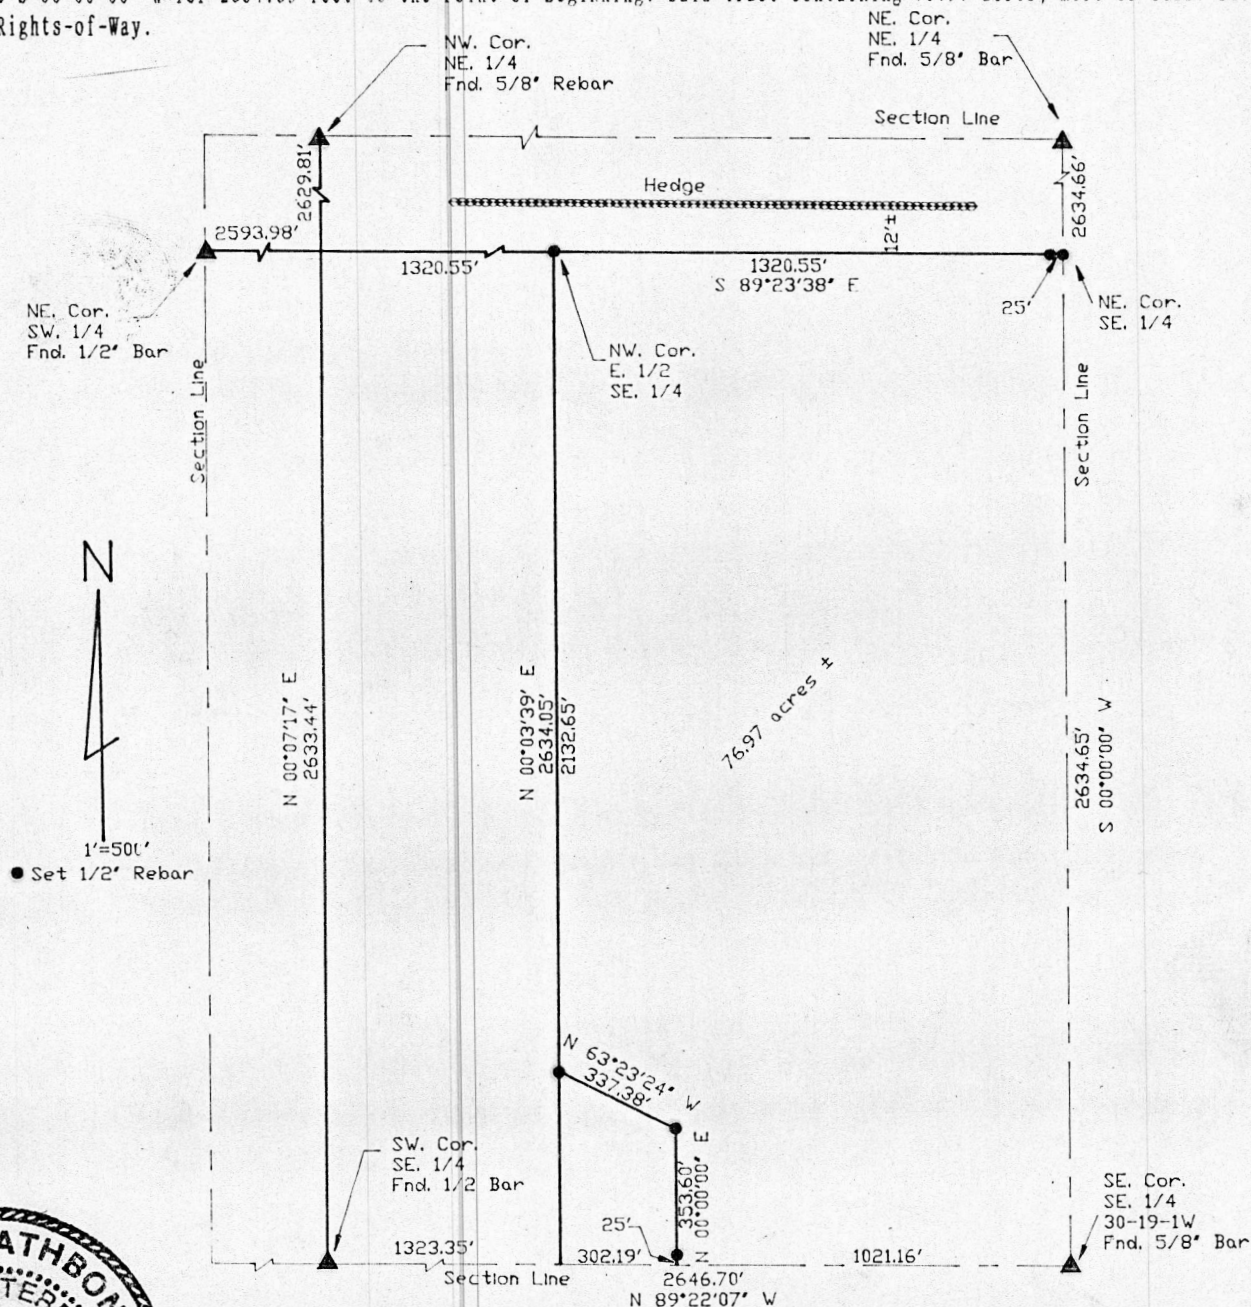 Rights-of-Way.
NW. Cor.
NE. 1/4
Fnd. 5/8" Rebar
NE. Cor.
NE. 1/4
Fnd. 5/8" Bar
Section Line
2629.81'
2634.66'
Hedge
12'±
2593.98'
1320.55'
1320.55'
S 89°23'38" E
25'
NE. Cor.
SE. 1/4
NE. Cor.
SW. 1/4
Fnd. 1/2" Bar
NW. Cor.
E. 1/2
SE. 1/4
Section Line
Section Line
N
1"=500'
Set 1/2" Rebar
N 00°07'17" E
2633.44'
N 00°03'39" E
2634.05'
2132.65'
76.97 acres ±
2634.65'
S 00°00'00" W
N 63°23'24" W
337.38'
353.60'
N 00°00'00" E
SW. Cor.
SE. 1/4
Fnd. 1/2 Bar
SE. Cor.
SE. 1/4
30-19-1W
Fnd. 5/8" Bar
25'
1323.35'
302.19'
1021.16'
Section Line
2646.70'
N 89°22'07" W